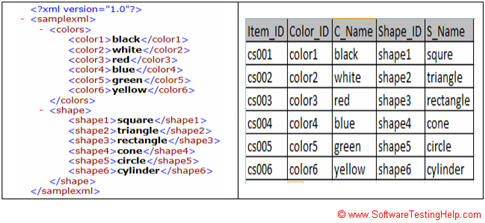 <?xml version="1.0"?>
- <samplexml>
- <colors>
<color1>black</color1>
<color2>white</color2>
<color3>red</color3>
<color4>blue</color4>
<color5>green</color5>
<color6>yellow</color6>
</colors>
- <shape>
<shape1>square</shape1>
<shape2>triangle</shape2>
<shape3>rectangle</shape3>
<shape4>cone</shape4>
<shape5>circle</shape5>
<shape6>cylinder</shape6>
</shape>
</samplexml>
Item_ID Color_ID C_Name Shape_ID S_Name
cs001 color1 black shape1 squre
cs002 color2 white shape2 triangle
cs003 color3 red shape3 rectangle
cs004 color4 blue shape4 cone
cs005 color5 green shape5 circle
cs006 color6 yellow shape6 cylinder
© www.SoftwareTestingHelp.com